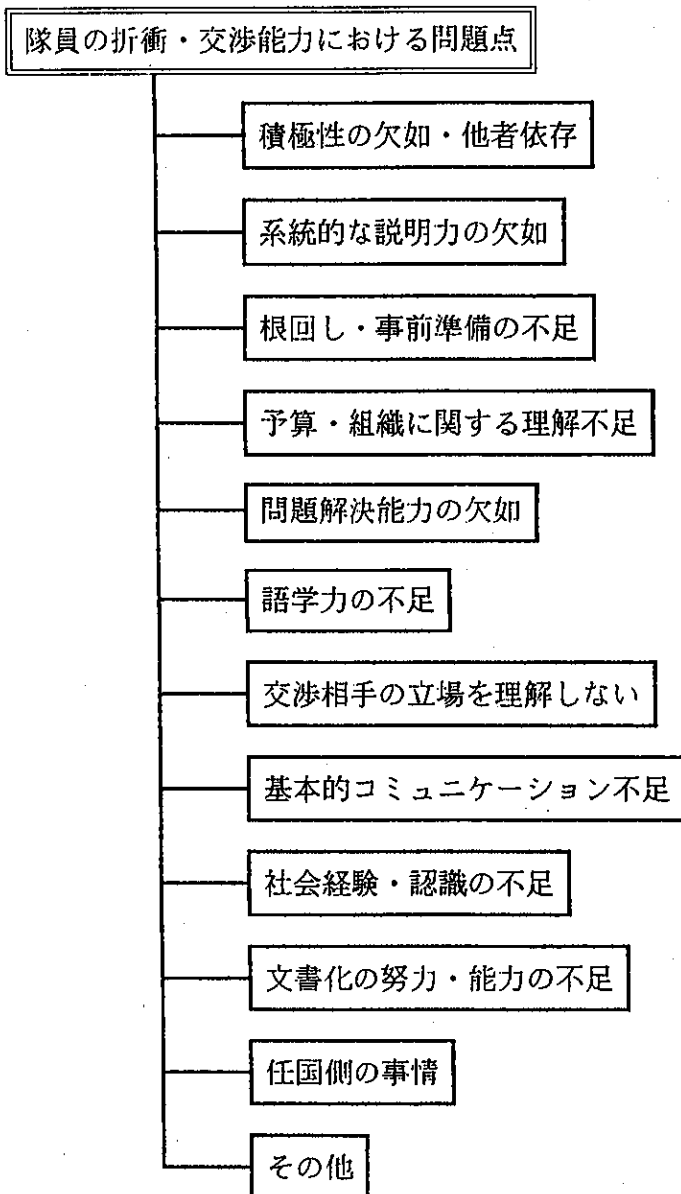 隊員の折衝・交渉能力における問題点
積極性の欠如・他者依存
系統的な説明力の欠如
根回し・事前準備の不足
予算・組織に関する理解不足
問題解決能力の欠如
語学力の不足
交渉相手の立場を理解しない
基本的コミュニケーション不足
社会経験・認識の不足
文書化の努力・能力の不足
任国側の事情
その他